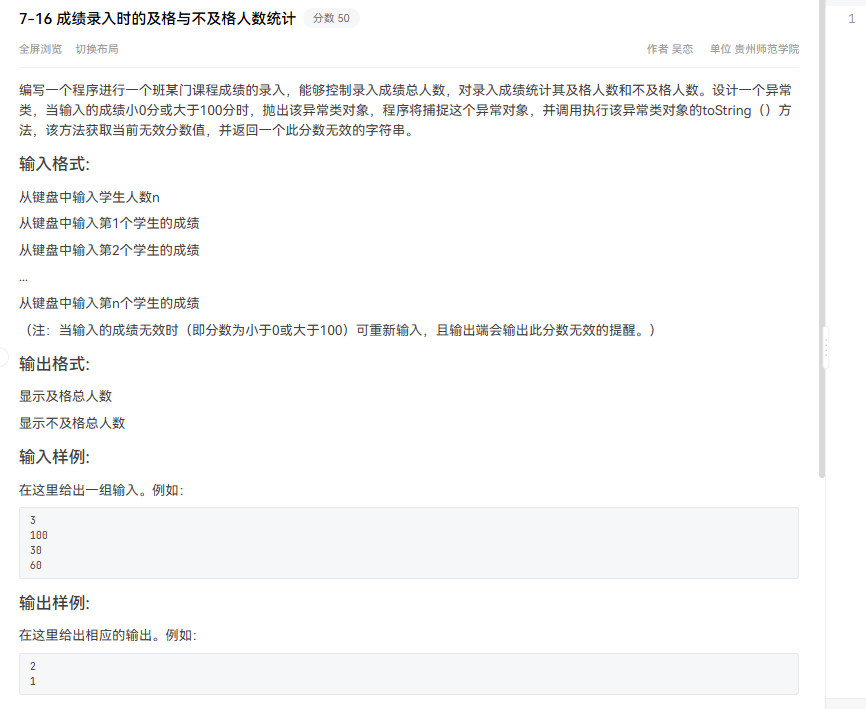 7-16 成绩录入时的及格与不及格人数统计 分数 50
全屏浏览 切换布局 作者 吴恋 单位 贵州师范学院
编写一个程序进行一个班某门课程成绩的录入，能够控制录入成绩总人数，对录入成绩统计其及格人数和不及格人数。设计一个异常
类，当输入的成绩小0分或大于100分时，抛出该异常类对象，程序将捕捉这个异常对象，并调用执行该异常类对象的toString（）方
法，该方法获取当前无效分数值，并返回一个此分数无效的字符串。
输入格式:
从键盘中输入学生人数n
从键盘中输入第1个学生的成绩
从键盘中输入第2个学生的成绩
...
从键盘中输入第n个学生的成绩
（注：当输入的成绩无效时（即分数为小于0或大于100）可重新输入，且输出端会输出此分数无效的提醒。）
输出格式:
显示及格总人数
显示不及格总人数
输入样例:
在这里给出一组输入。例如：
3
100
30
60
输出样例:
在这里给出相应的输出。例如：
2
1
1